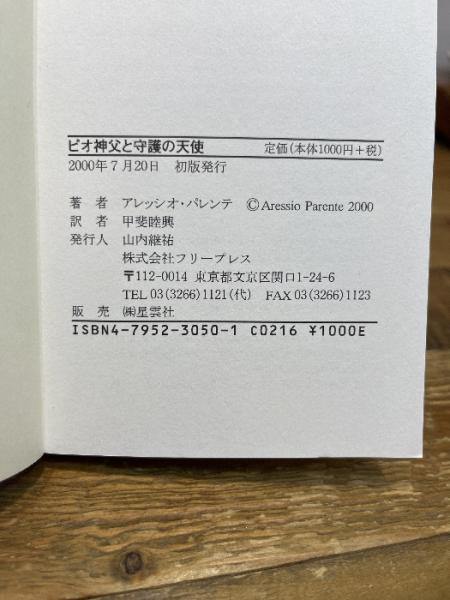 ピオ神父と守護の天使 定価(本体1000円+税)
2000年7月20日 初版発行
著 者 アレッシオ・パレンテ ©Aressio Parente 2000
訳 者 甲斐睦興
発行人 山内継祐
株式会社フリープレス
〒112-0014 東京都文京区関口1-24-6
TEL 03(3266)1121(代) FAX 03(3266)1123
販 売 ㈱星雲社
ISBN4-7952-3050-1 C0216 ¥1000E